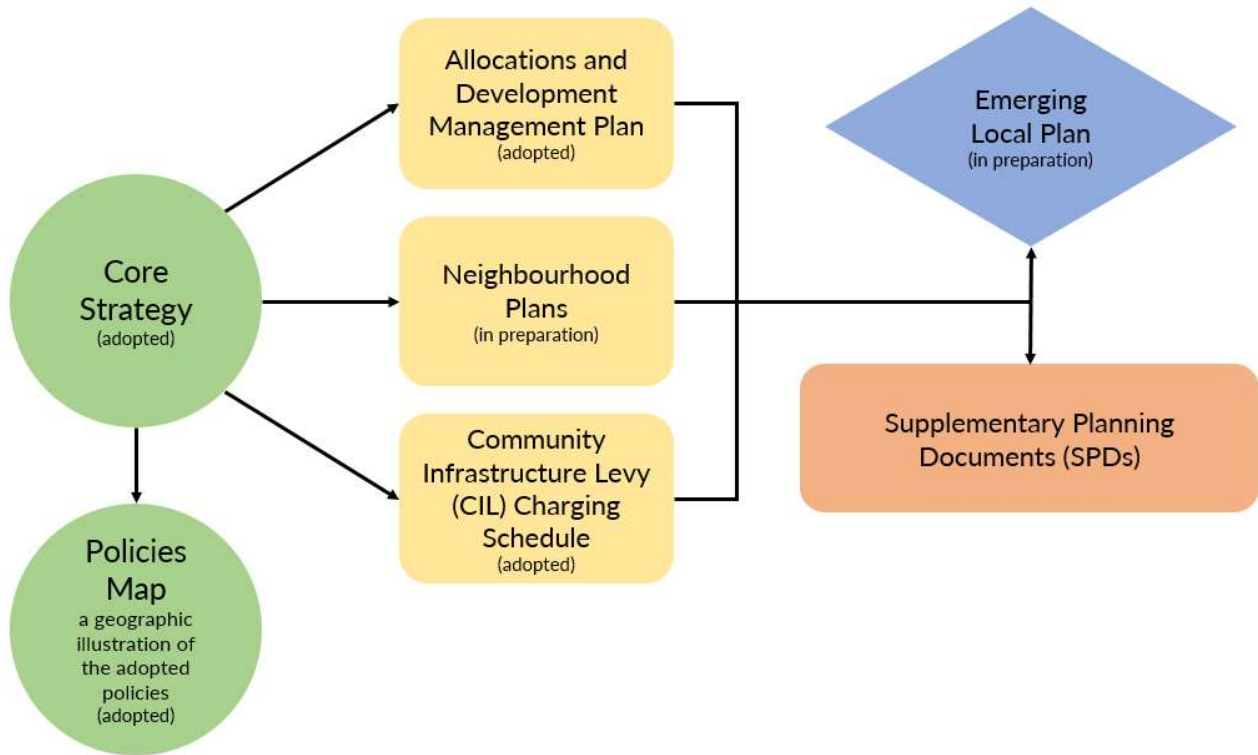 Core
Strategy
(adopted)
Policies
Map
a geographic
illustration of
the adopted
policies
(adopted)
Allocations and
Development
Management Plan
(adopted)
Neighbourhood
Plans
(in preparation)
Community
Infrastructure Levy
(CIL) Charging
Schedule
(adopted)
Emerging
Local Plan
(in preparation)
Supplementary Planning
Documents (SPDs)